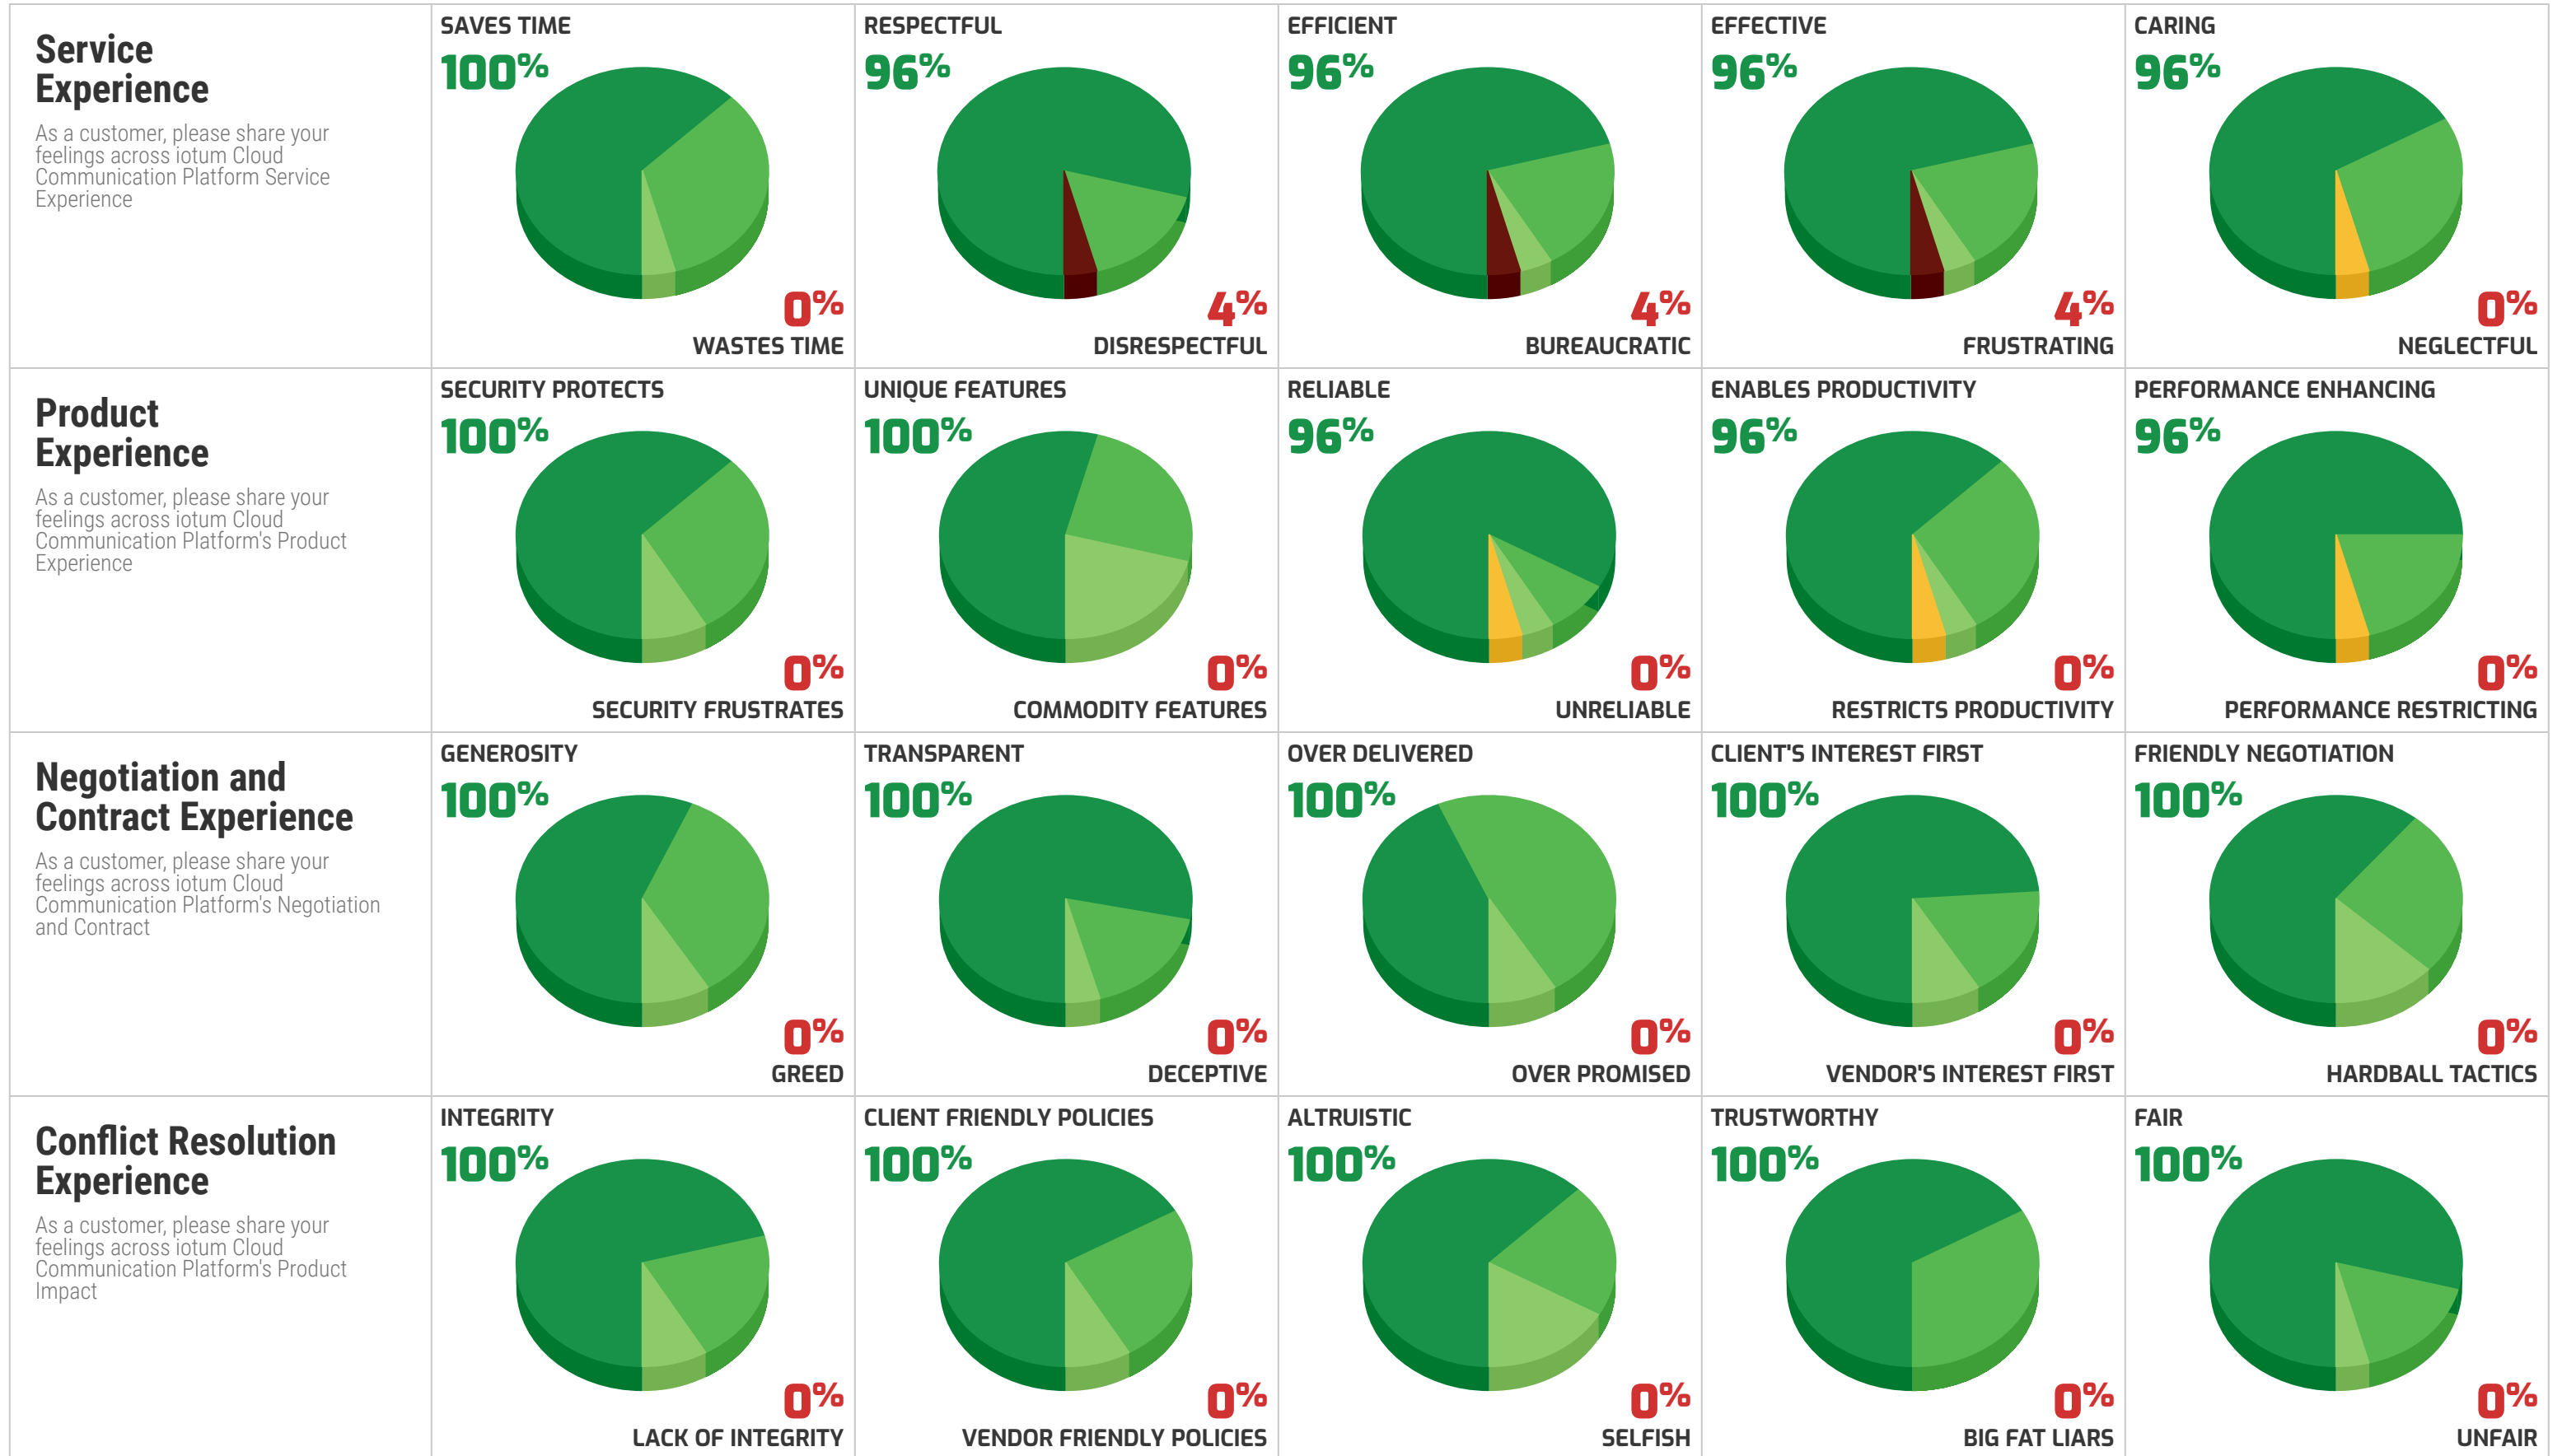 Service
Experience
As a customer, please share your
feelings across iotum Cloud
Communication Platform Service
Experience
SAVES TIME
100%
0%
WASTES TIME
RESPECTFUL
96%
4%
DISRESPECTFUL
EFFICIENT
96%
4%
BUREAUCRATIC
EFFECTIVE
96%
4%
FRUSTRATING
CARING
96%
0%
NEGLECTFUL
Product
Experience
As a customer, please share your
feelings across iotum Cloud
Communication Platform's Product
Experience
SECURITY PROTECTS
100%
0%
SECURITY FRUSTRATES
UNIQUE FEATURES
100%
0%
COMMODITY FEATURES
RELIABLE
96%
0%
UNRELIABLE
ENABLES PRODUCTIVITY
96%
0%
RESTRICTS PRODUCTIVITY
PERFORMANCE ENHANCING
96%
0%
PERFORMANCE RESTRICTING
Negotiation and
Contract Experience
As a customer, please share your
feelings across iotum Cloud
Communication Platform's Negotiation
and Contract
GENEROSITY
100%
0%
GREED
TRANSPARENT
100%
0%
DECEPTIVE
OVER DELIVERED
100%
0%
OVER PROMISED
CLIENT'S INTEREST FIRST
100%
0%
VENDOR'S INTEREST FIRST
FRIENDLY NEGOTIATION
100%
0%
HARDBALL TACTICS
Conflict Resolution
Experience
As a customer, please share your
feelings across iotum Cloud
Communication Platform's Product
Impact
INTEGRITY
100%
0%
LACK OF INTEGRITY
CLIENT FRIENDLY POLICIES
100%
0%
VENDOR FRIENDLY POLICIES
ALTRUISTIC
100%
0%
SELFISH
TRUSTWORTHY
100%
0%
BIG FAT LIARS
FAIR
100%
0%
UNFAIR